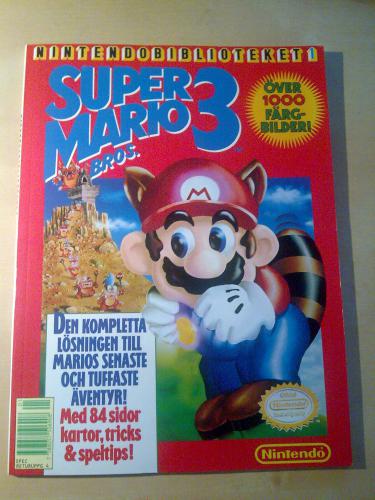 NINTENDOBIBLIOTEKET 1
SUPER
MARIO 3
BROS.
ÖVER
1000
FÄRG-
BILDER!
M
DEN KOMPLETTA
LÖSNINGEN TILL
MARIOS SENASTE
OCH TUFFASTE
ÄVENTYR!
Med 84 sidor
kartor, tricks
& speltips!
Nintendo
Nintendo